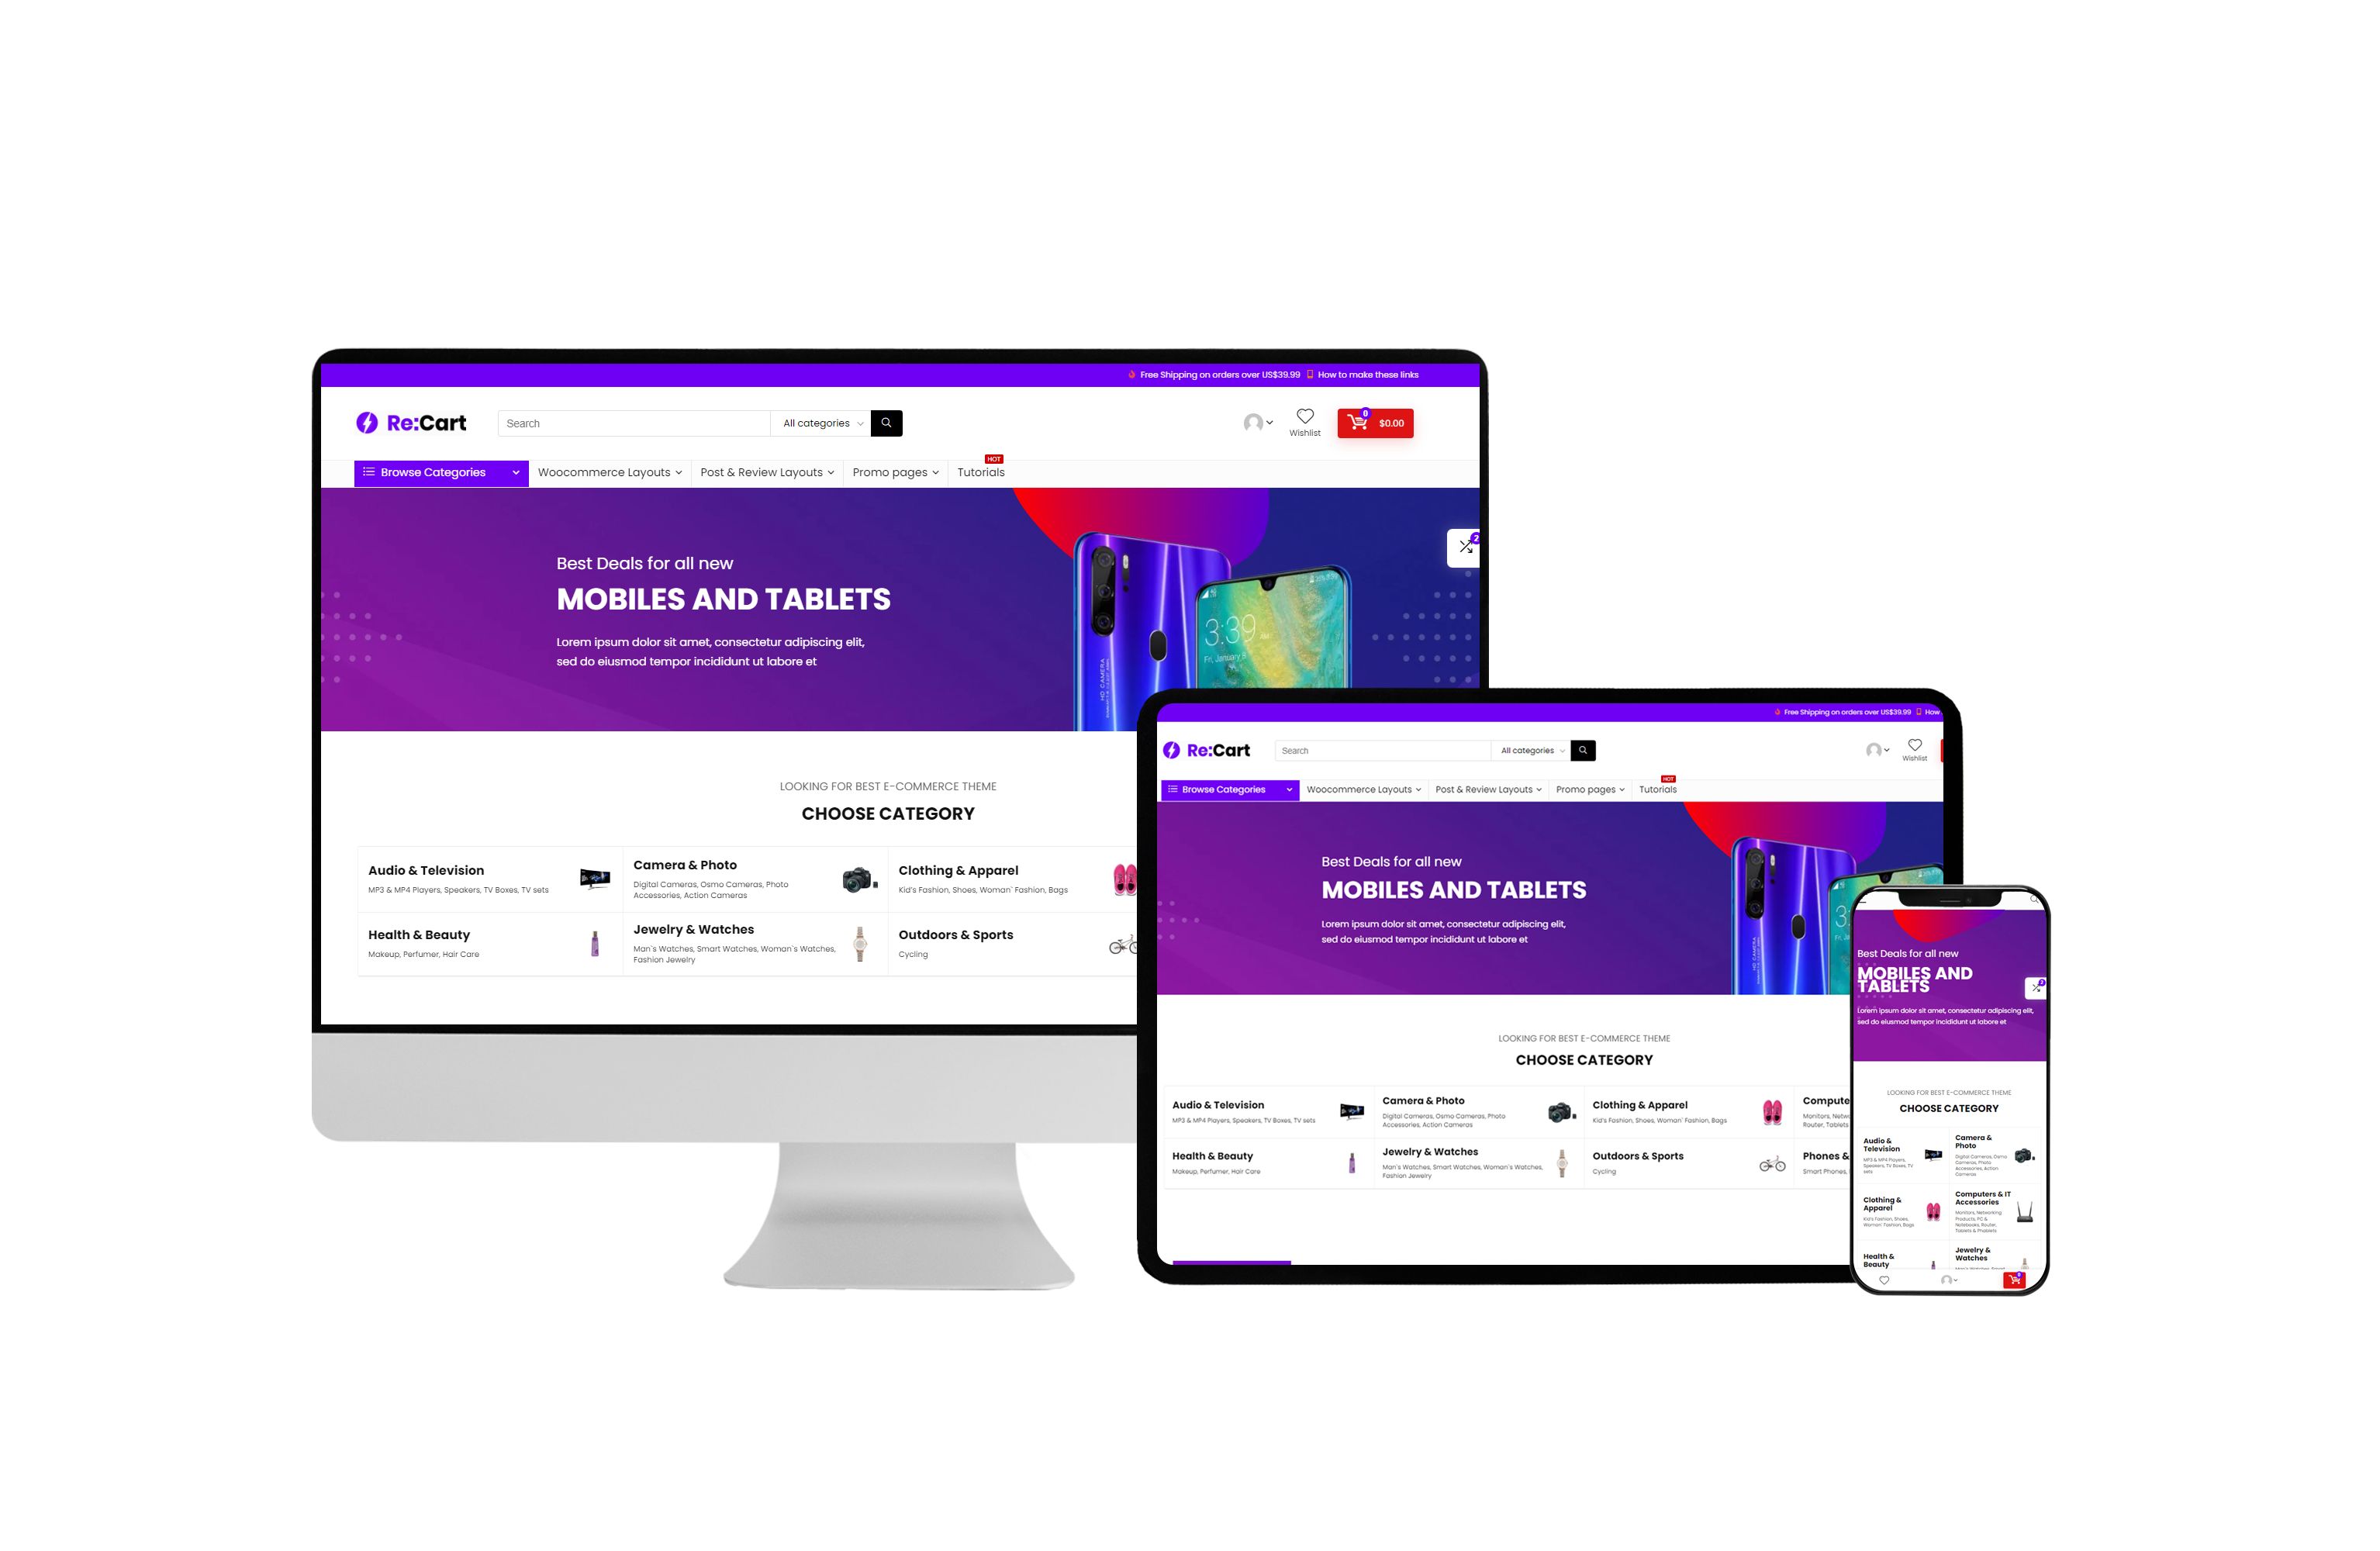 Free Shipping on orders over US$39.99 How to make these links
Re:Cart Search All categories Wishlist 0 $0.00
HOT
Browse Categories Woocommerce Layouts Post & Review Layouts Promo pages Tutorials
2
Best Deals for all new
MOBILES AND TABLETS
Lorem ipsum dolor sit amet, consectetur adipiscing elit,
sed do eiusmod tempor incididunt ut labore et
3:39 AM
Fri, January 8
HD CAMERA
LOOKING FOR BEST E-COMMERCE THEME
CHOOSE CATEGORY
Audio & Television
MP3 & MP4 Players, Speakers, TV Boxes, TV sets
Camera & Photo
Digital Cameras, Osmo Cameras, Photo
Accessories, Action Cameras
Clothing & Apparel
Kid's Fashion, Shoes, Woman` Fashion, Bags
Health & Beauty
Makeup, Perfumer, Hair Care
Jewelry & Watches
Man`s Watches, Smart Watches, Woman`s Watches,
Fashion Jewelry
Outdoors & Sports
Cycling
Free Shipping on orders over US$39.99 How
Re:Cart Search All categories Wishlist
HOT
Browse Categories Woocommerce Layouts Post & Review Layouts Promo pages Tutorials
Best Deals for all new
MOBILES AND TABLETS
Lorem ipsum dolor sit amet, consectetur adipiscing elit,
sed do eiusmod tempor incididunt ut labore et
LOOKING FOR BEST E-COMMERCE THEME
CHOOSE CATEGORY
Audio & Television
MP3 & MP4 Players, Speakers, TV Boxes, TV sets
Camera & Photo
Digital Cameras, Osmo Cameras, Photo
Accessories, Action Cameras
Clothing & Apparel
Kid's Fashion, Shoes, Woman` Fashion, Bags
Compute
Monitors, Netw
Router, Tablets
Health & Beauty
Makeup, Perfumer, Hair Care
Jewelry & Watches
Man`s Watches, Smart Watches, Woman`s Watches,
Fashion Jewelry
Outdoors & Sports
Cycling
Phones &
Smart Phones,
Best Deals for all new
MOBILES AND
TABLETS
2
Lorem ipsum dolor sit amet, consectetur adipiscing elit,
sed do eiusmod tempor incididunt ut labore et
LOOKING FOR BEST E-COMMERCE THEME
CHOOSE CATEGORY
Audio &
Television
MP3 & MP4 Players,
Speakers, TV Boxes, TV
sets
Camera &
Photo
Digital Cameras, Osmo
Cameras, Photo
Accessories, Action
Cameras
Clothing &
Apparel
Kid's Fashion, Shoes,
Woman` Fashion, Bags
Computers & IT
Accessories
Monitors, Networking
Products, PC &
Notebooks, Router,
Tablets & Phablets
Health &
Beauty
Jewelry &
Watches
0